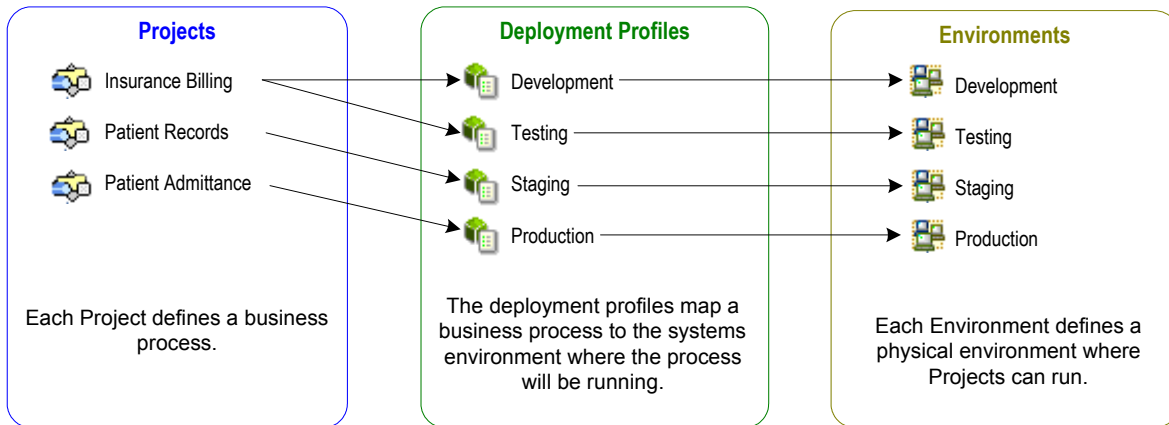 Projects
Insurance Billing
Patient Records
Patient Admittance
Each Project defines a business
process.
Deployment Profiles
Development
Testing
Staging
Production
The deployment profiles map a
business process to the systems
environment where the process
will be running.
Environments
Development
Testing
Staging
Production
Each Environment defines a
physical environment where
Projects can run.